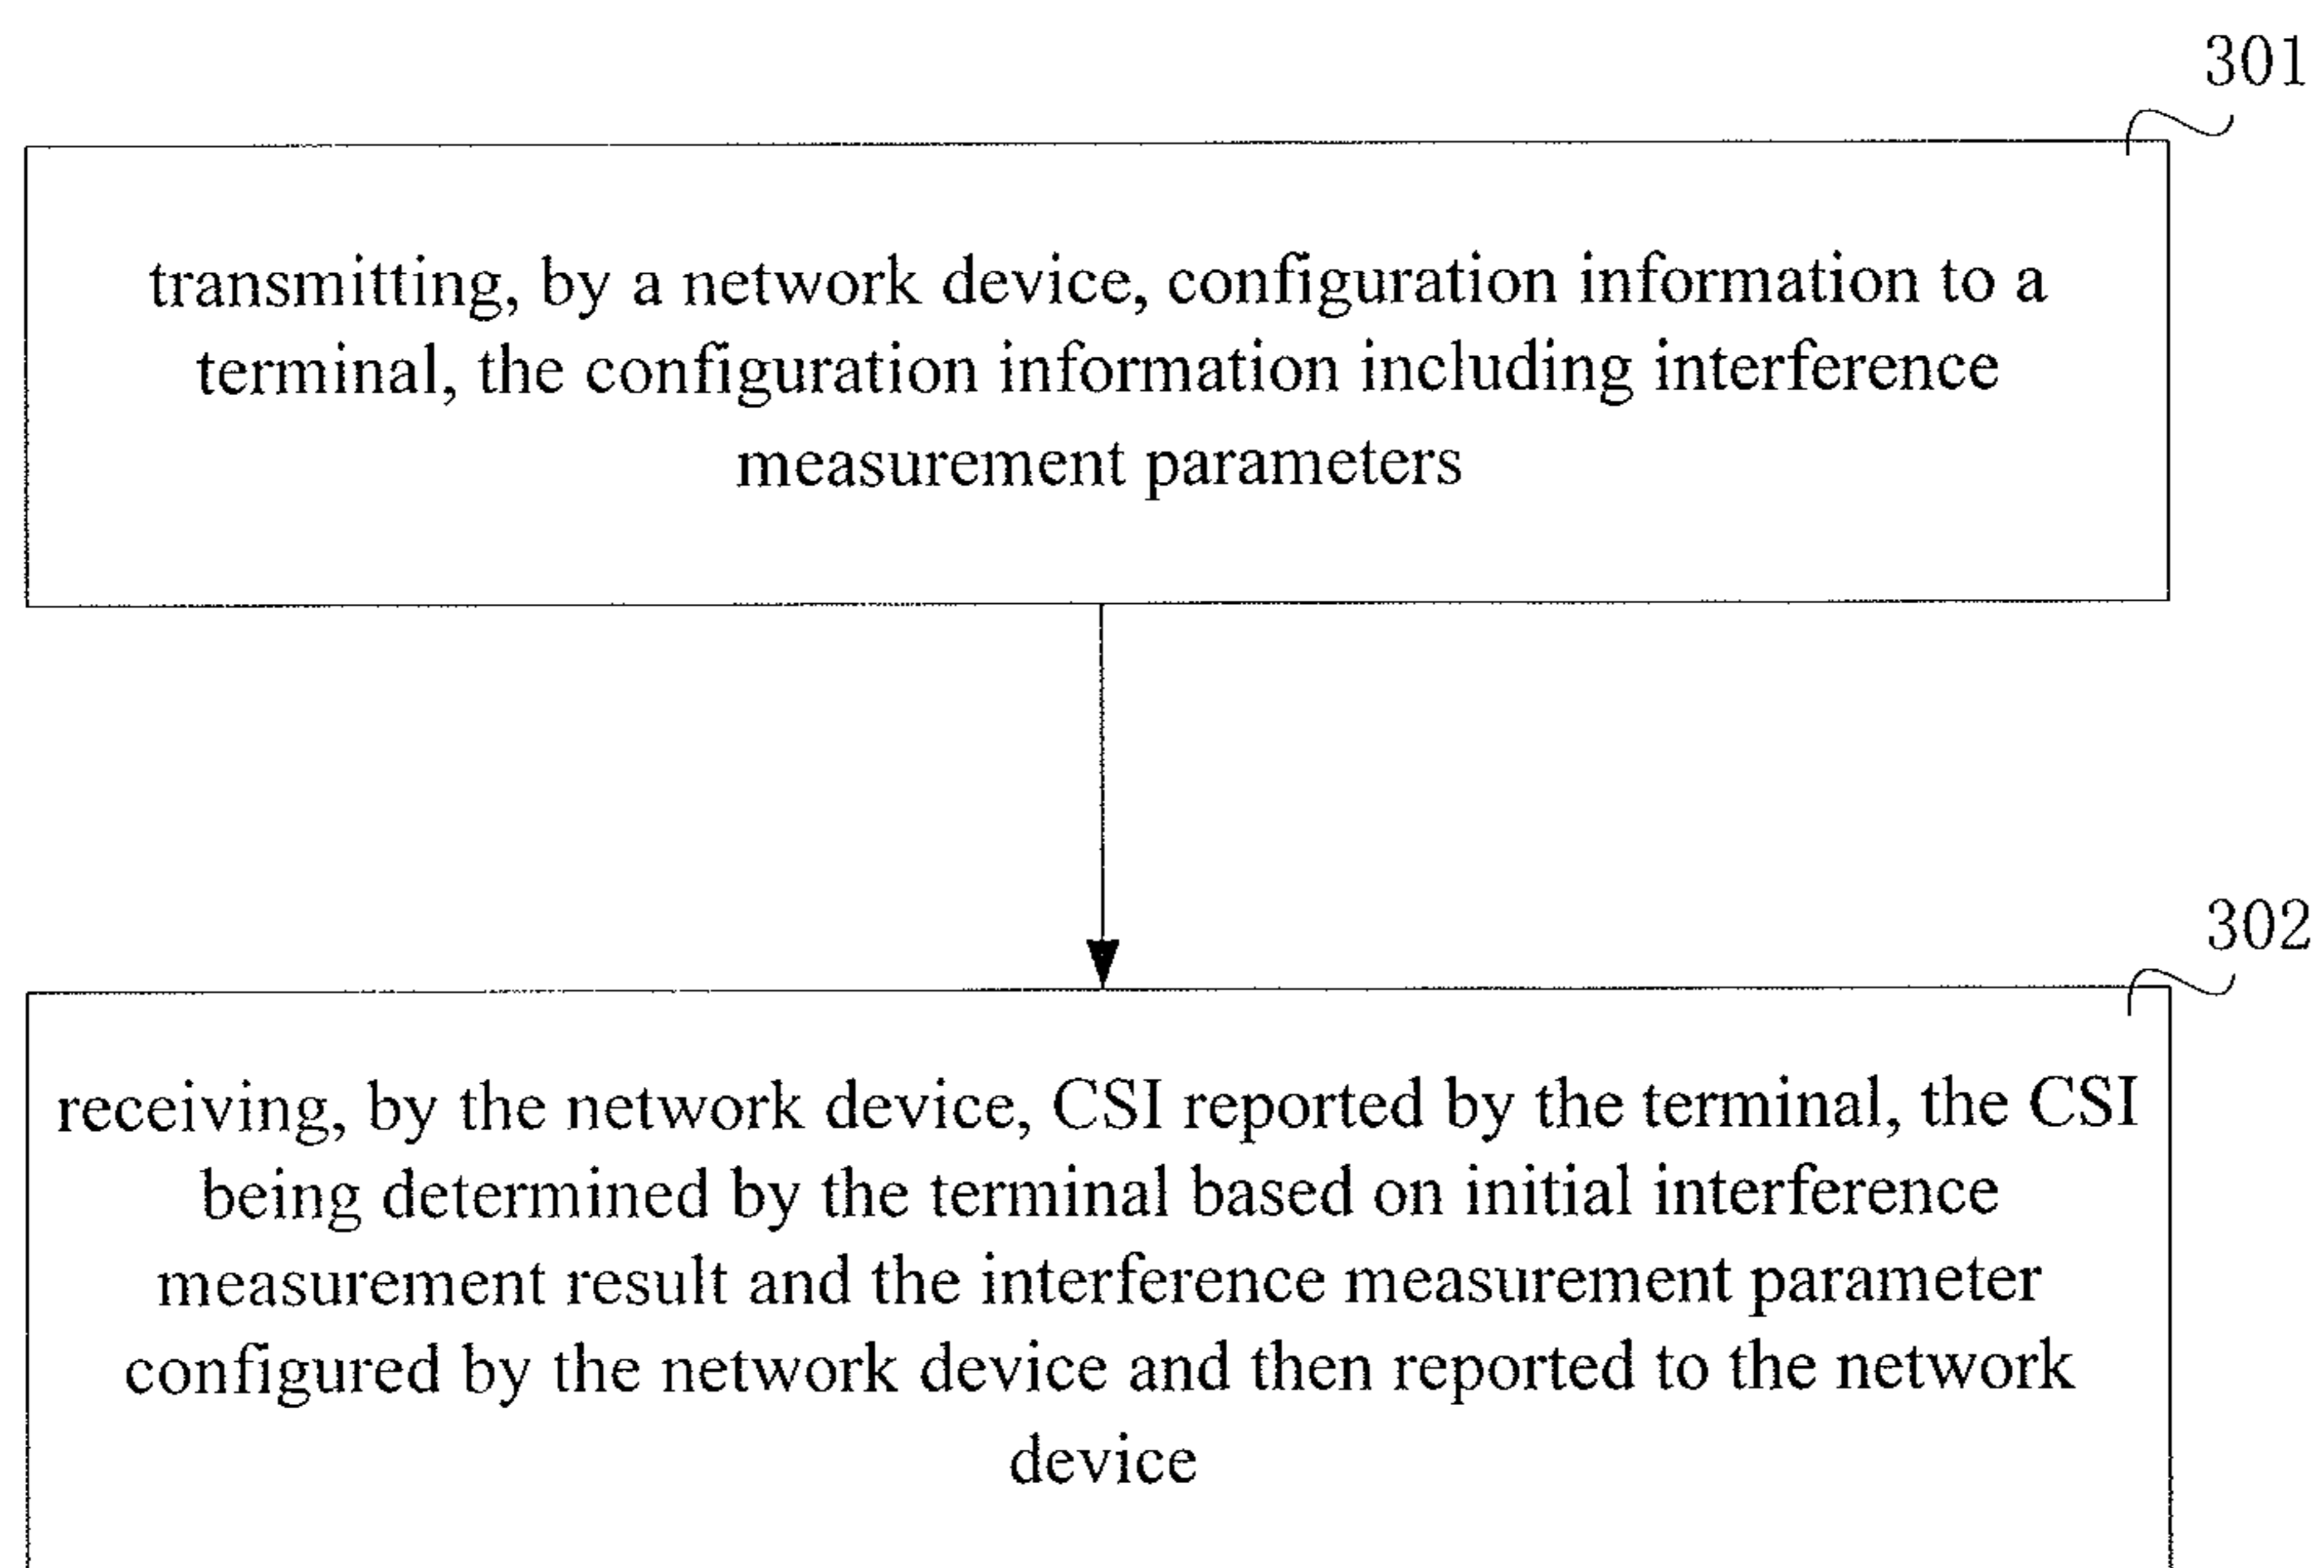 301
transmitting, by a network device, configuration information to a
terminal, the configuration information including interference
measurement parameters
302
receiving, by the network device, CSI reported by the terminal, the CSI
being determined by the terminal based on initial interference
measurement result and the interference measurement parameter
configured by the network device and then reported to the network
device